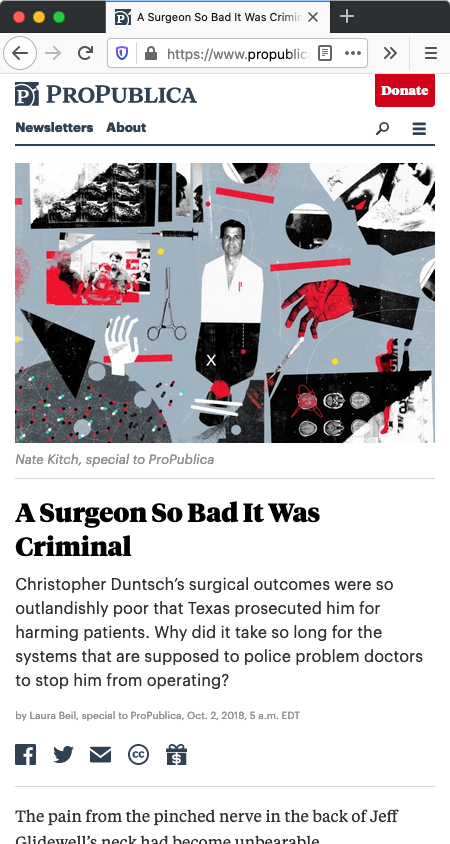 A Surgeon So Bad It Was Crimin
https://www.propublic
PROPUBLICA
Donate
Newsletters About
X
Nate Kitch, special to ProPublica
A Surgeon So Bad It Was
Criminal
Christopher Duntsch’s surgical outcomes were so
outlandishly poor that Texas prosecuted him for
harming patients. Why did it take so long for the
systems that are supposed to police problem doctors
to stop him from operating?
by Laura Beil, special to ProPublica, Oct. 2, 2018, 5 a.m. EDT
cc
The pain from the pinched nerve in the back of Jeff
Glidewell’s neck had become unbearable.